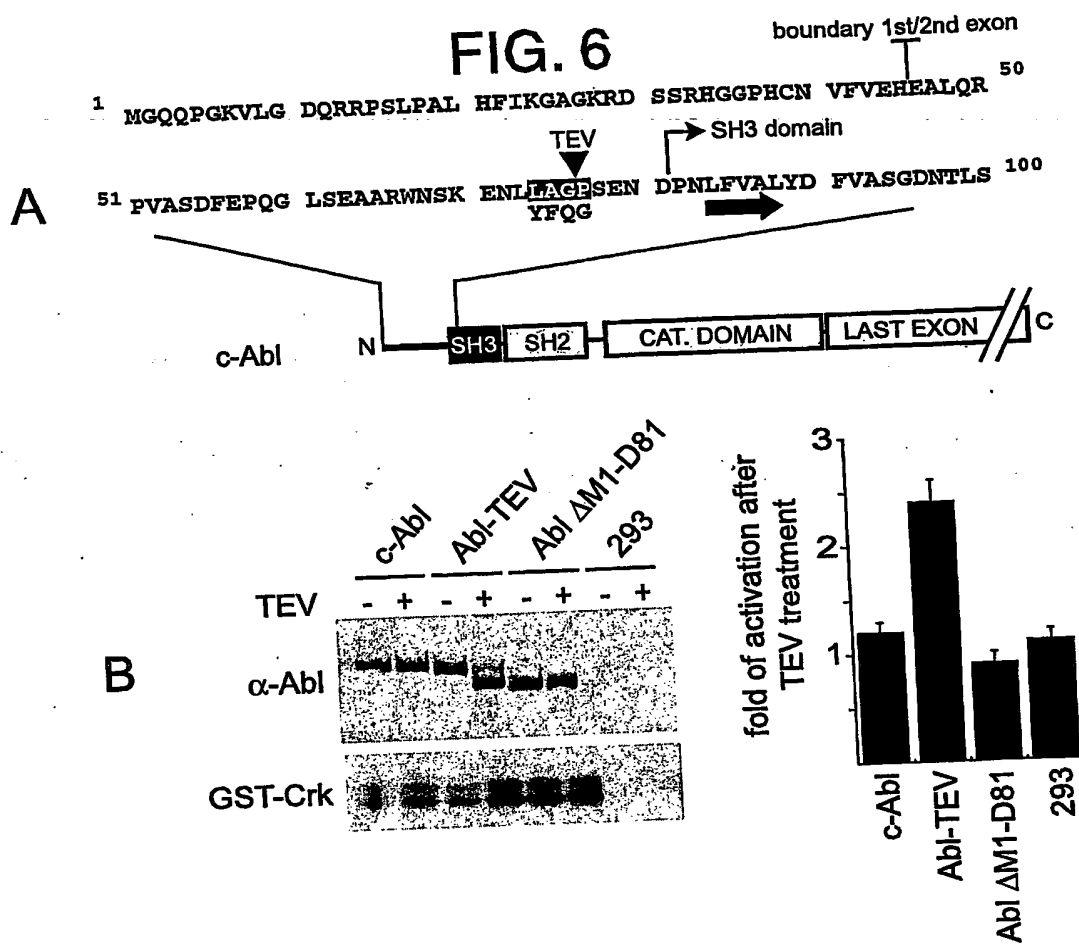 FIG. 6
boundary 1st/2nd exon
1 MGQQPGKVLG DQRRPSLPAL HFIKGAGKRD SSRHGGPHCN VFVEHEALQR 50
TEV
SH3 domain
A
51 PVASDFEPQG LSEAARWNSK ENLLAGPSEN DPNLFVALYD FVASGDNTLS 100
YFQG
c-Abl N SH3 SH2 CAT. DOMAIN LAST EXON C
B
c-Abl Abl-TEV Abl ΔM1-D81 293
TEV - + - + - + - +
α-Abl
GST-Crk
fold of activation after
TEV treatment
3
2
1
c-Abl
Abl-TEV
Abl ΔM1-D81
293